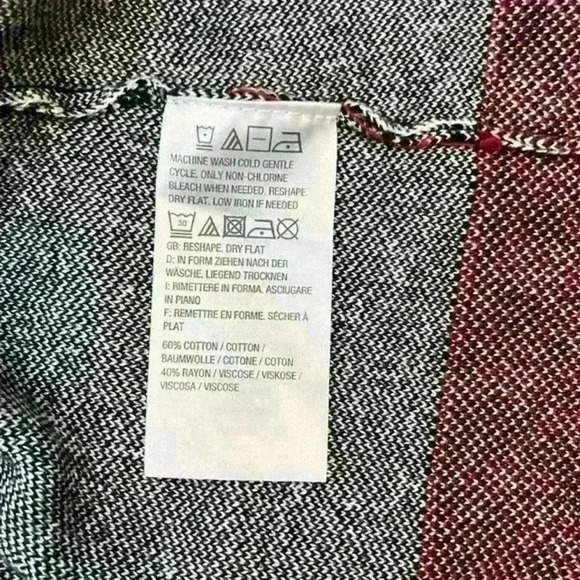 MACHINE WASH COLD GENTLE
CYCLE, ONLY NON-CHLORINE
BLEACH WHEN NEEDED. RESHAPE.
DRY FLAT. LOW IRON IF NEEDED
30
GB: RESHAPE. DRY FLAT
D: IN FORM ZIEHEN NACH DER
WÄSCHE, LIEGEND TROCKNEN
I: RIMETTERE IN FORMA. ASCIUGARE
IN PIANO
F: REMETTRE EN FORME. SÉCHER À
PLAT
60% COTTON / COTTON /
BAUMWOLLE / COTONE / COTON
40% RAYON / VISCOSE / VISKOSE /
VISCOSA / VISCOSE